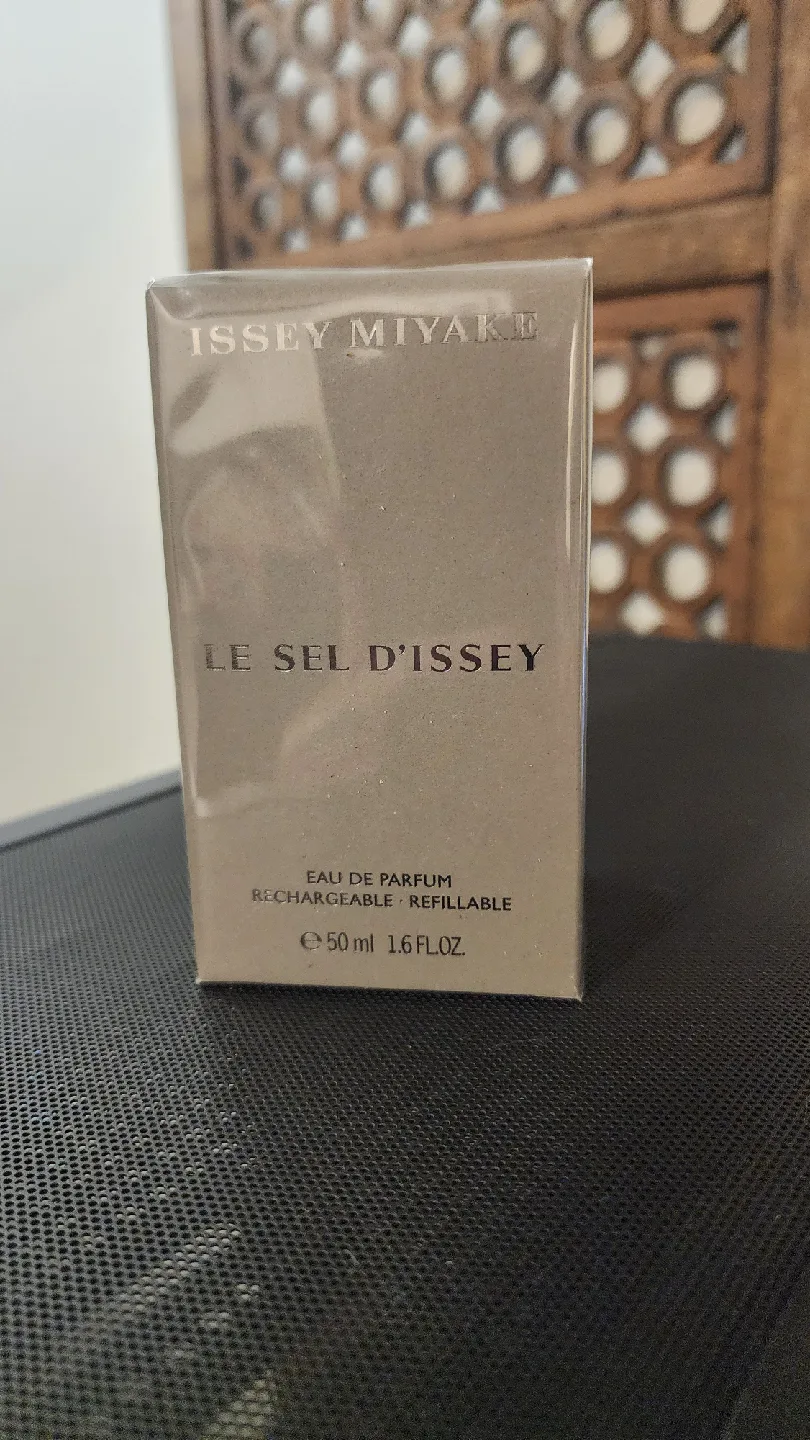 ISSEY MIYAKE
LE SEL D'ISSEY
EAU DE PARFUM
RECHARGEABLE · REFILLABLE
℮ 50 ml 1.6 FL.OZ.